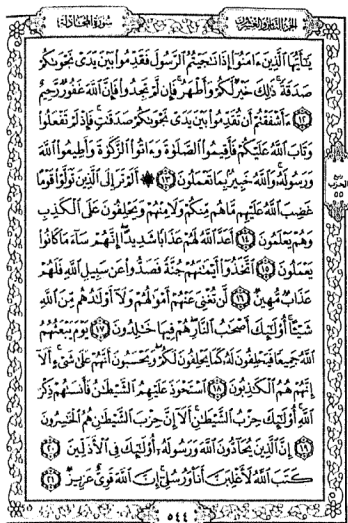 الجزء الثامن والعشرون
سورة المجادلة
يَٰٓأَيُّهَا ٱلَّذِينَ ءَامَنُوٓا۟ إِذَا نَٰجَيْتُمُ ٱلرَّسُولَ فَقَدِّمُوا۟ بَيْنَ يَدَىْ نَجْوَىٰكُمْ
صَدَقَةً ۚ ذَٰلِكَ خَيْرٌ لَّكُمْ وَأَطْهَرُ ۚ فَإِن لَّمْ تَجِدُوا۟ فَإِنَّ ٱللَّهَ غَفُورٌ رَّحِيمٌ
﴿١٢﴾ ءَأَشْفَقْتُمْ أَن تُقَدِّمُوا۟ بَيْنَ يَدَىْ نَجْوَىٰكُمْ صَدَقَٰتٍ ۚ فَإِذْ لَمْ تَفْعَلُوا۟
وَتَابَ ٱللَّهُ عَلَيْكُمْ فَأَقِيمُوا۟ ٱلصَّلَوٰةَ وَءَاتُوا۟ ٱلزَّكَوٰةَ وَأَطِيعُوا۟ ٱللَّهَ
وَرَسُولَهُۥ ۚ وَٱللَّهُ خَبِيرٌۢ بِمَا تَعْمَلُونَ ﴿١٣﴾ ۞ أَلَمْ تَرَ إِلَى ٱلَّذِينَ تَوَلَّوْا۟ قَوْمًا
غَضِبَ ٱللَّهُ عَلَيْهِم مَّا هُم مِّنكُمْ وَلَا مِنْهُمْ وَيَحْلِفُونَ عَلَى ٱلْكَذِبِ
وَهُمْ يَعْلَمُونَ ﴿١٤﴾ أَعَدَّ ٱللَّهُ لَهُمْ عَذَابًا شَدِيدًا ۖ إِنَّهُمْ سَآءَ مَا كَانُوا۟
يَعْمَلُونَ ﴿١٥﴾ ٱتَّخَذُوٓا۟ أَيْمَٰنَهُمْ جُنَّةً فَصَدُّوا۟ عَن سَبِيلِ ٱللَّهِ فَلَهُمْ
عَذَابٌ مُّهِينٌ ﴿١٦﴾ لَّن تُغْنِىَ عَنْهُمْ أَمْوَٰلُهُمْ وَلَآ أَوْلَٰدُهُم مِّنَ ٱللَّهِ
شَيْـًٔا ۚ أُو۟لَٰٓئِكَ أَصْحَٰبُ ٱلنَّارِ ۖ هُمْ فِيهَا خَٰلِدُونَ ﴿١٧﴾ يَوْمَ يَبْعَثُهُمُ
ٱللَّهُ جَمِيعًا فَيَحْلِفُونَ لَهُۥ كَمَا يَحْلِفُونَ لَكُمْ ۖ وَيَحْسَبُونَ أَنَّهُمْ عَلَىٰ شَىْءٍ ۚ أَلَآ
إِنَّهُمْ هُمُ ٱلْكَٰذِبُونَ ﴿١٨﴾ ٱسْتَحْوَذَ عَلَيْهِمُ ٱلشَّيْطَٰنُ فَأَنسَىٰهُمْ ذِكْرَ
ٱللَّهِ ۚ أُو۟لَٰٓئِكَ حِزْبُ ٱلشَّيْطَٰنِ ۚ أَلَآ إِنَّ حِزْبَ ٱلشَّيْطَٰنِ هُمُ ٱلْخَٰسِرُونَ
﴿١٩﴾ إِنَّ ٱلَّذِينَ يُحَآدُّونَ ٱللَّهَ وَرَسُولَهُۥٓ أُو۟لَٰٓئِكَ فِى ٱلْأَذَلِّينَ ﴿٢٠﴾
كَتَبَ ٱللَّهُ لَأَغْلِبَنَّ أَنَا۠ وَرُسُلِىٓ ۚ إِنَّ ٱللَّهَ قَوِىٌّ عَزِيزٌ ﴿٢١﴾
ربع
الحزب
٥٥
٥٤٤